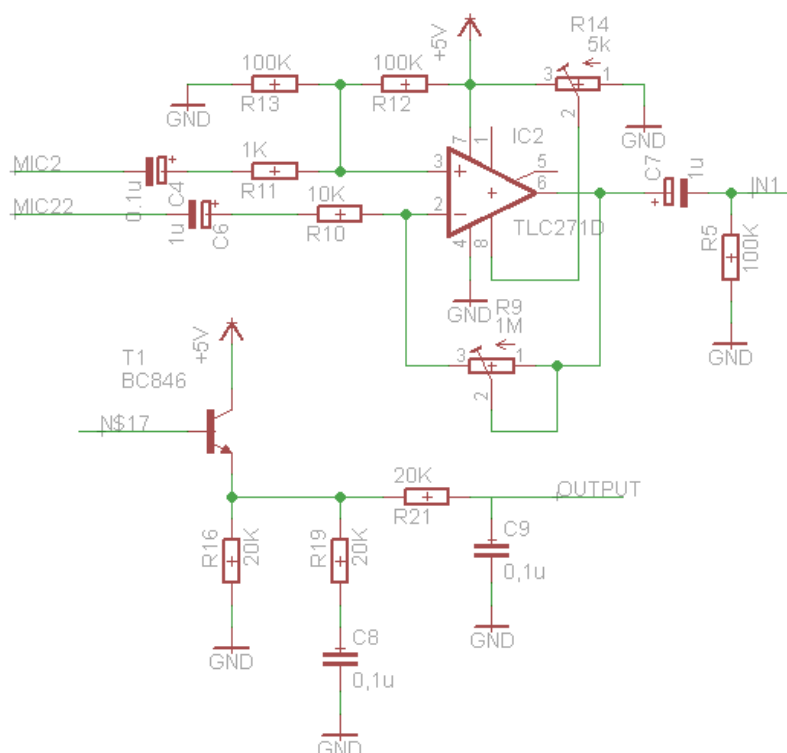 R14
5k
+5V
100K
R13
100K
R12
3
1
2
GND
GND
7
1
IC2
5
MIC2
0.1u
C4
1K
R11
3
6
C7
1u
IN1
MIC22
1u
C6
10K
R10
2
4
8
TLC271D
R5
100K
GND
GND
R9
1M
3
1
2
+5V
T1
BC846
N$17
20K
R21
OUTPUT
R16
20K
R19
20K
C9
0,1u
GND
GND
C8
0,1u
GND